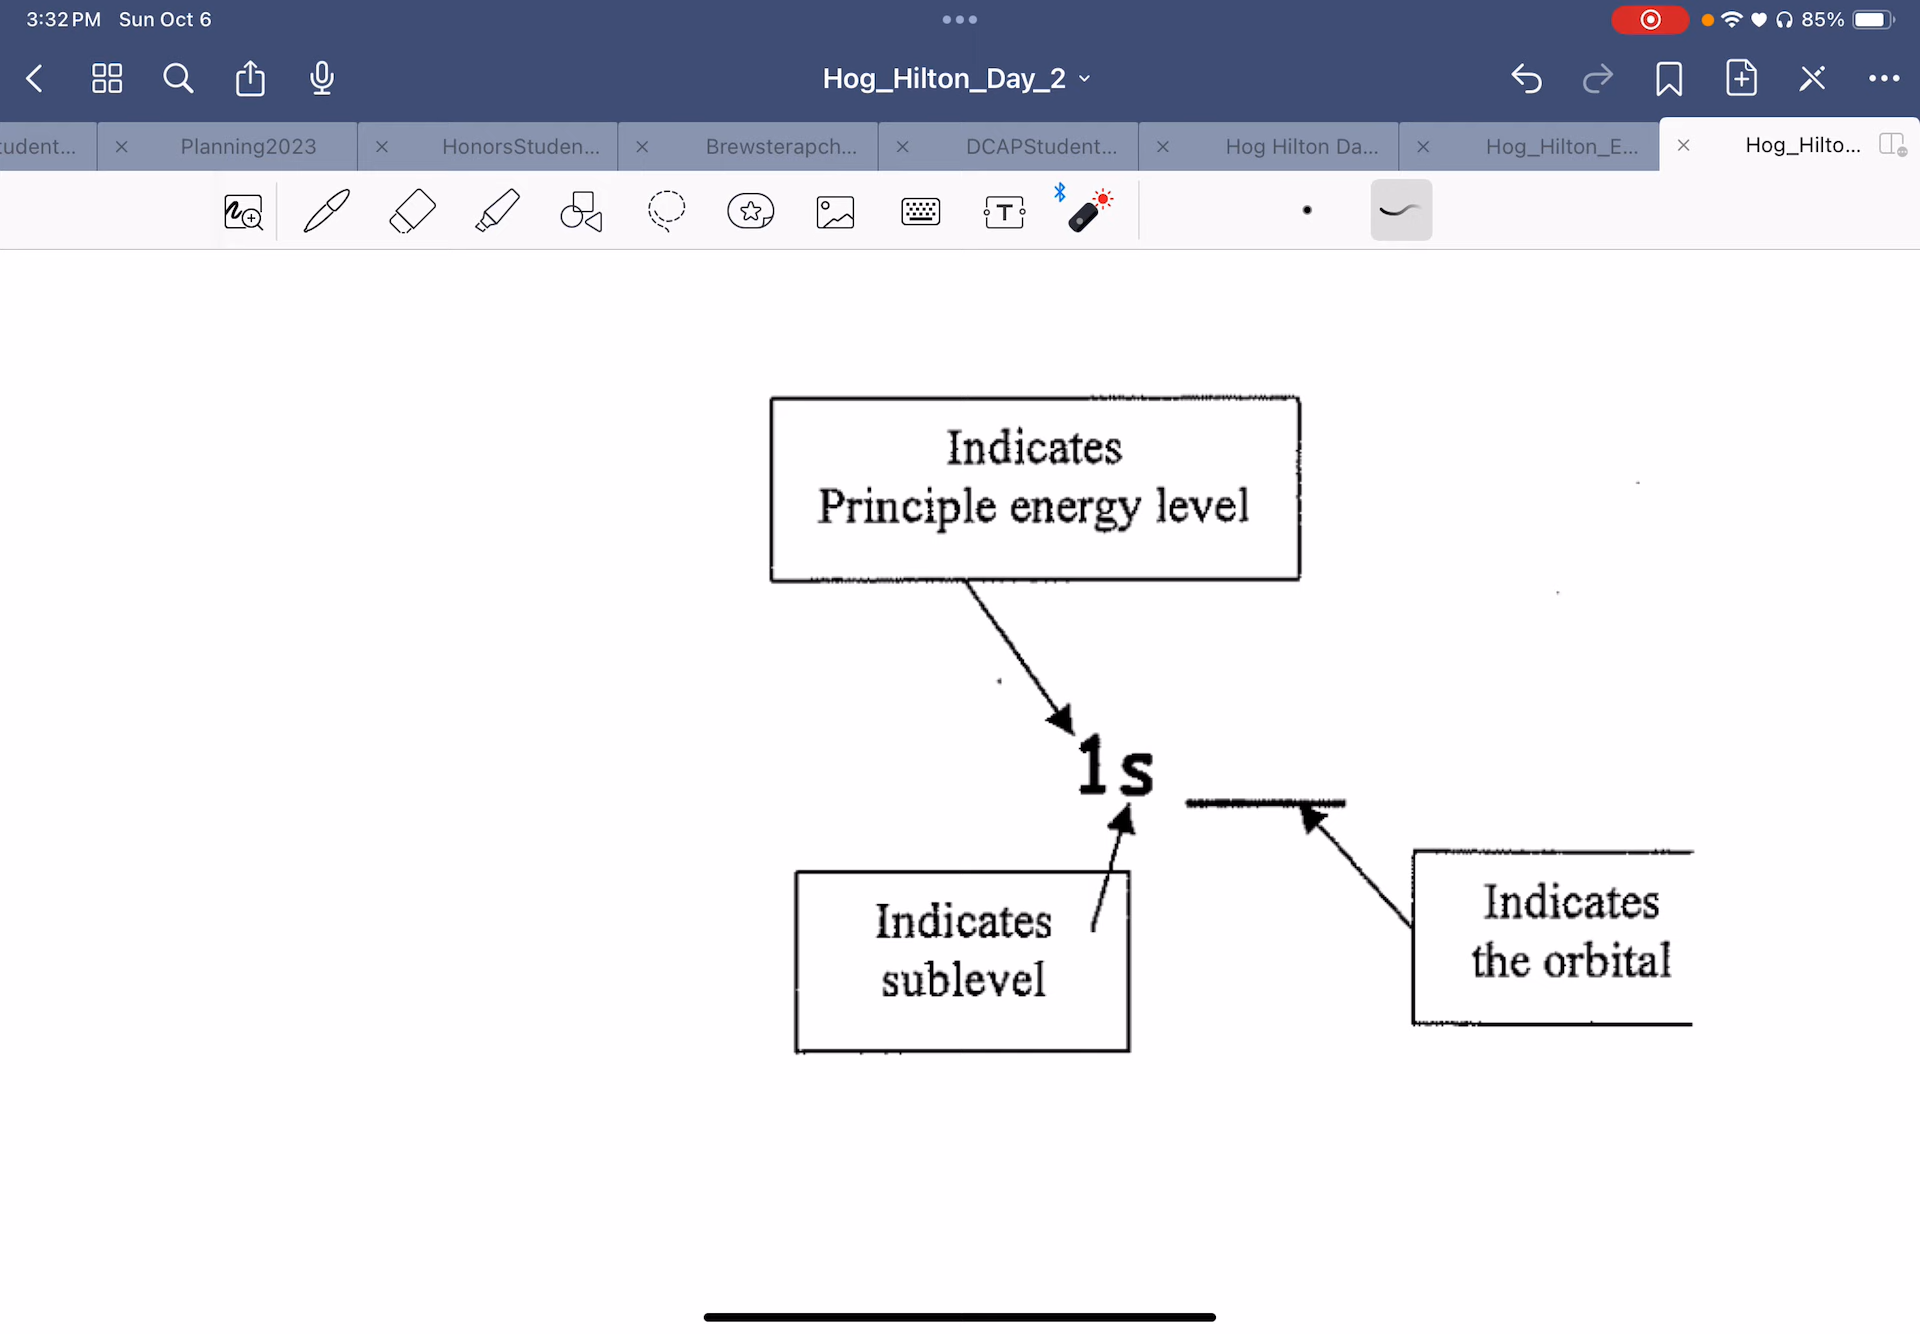 3:32 PM Sun Oct 6
85%
Hog_Hilton_Day_2
tudent...
Planning2023
HonorsStuden...
Brewsterapch...
DCAPStudent...
Hog Hilton Da...
Hog_Hilton_E...
Hog_Hilto...
T
Indicates
Principle energy level
1s
Indicates
sublevel
Indicates
the orbital